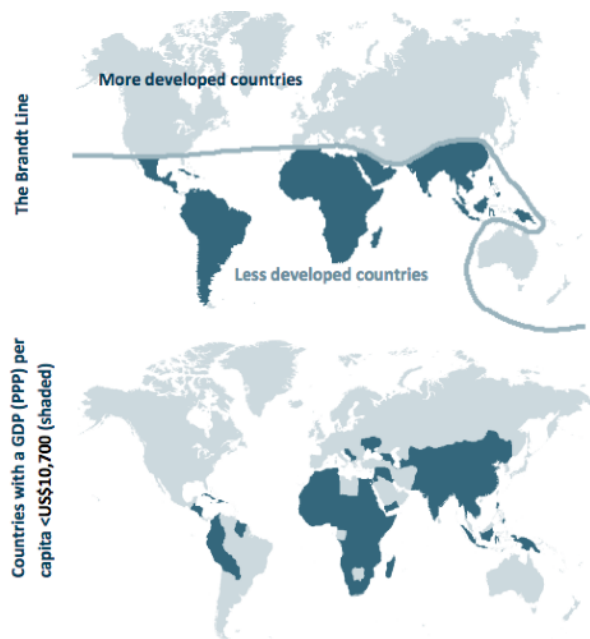 The Brandt Line
More developed countries
Less developed countries
Countries with a GDP (PPP) per
capita <US$10,700 (shaded)